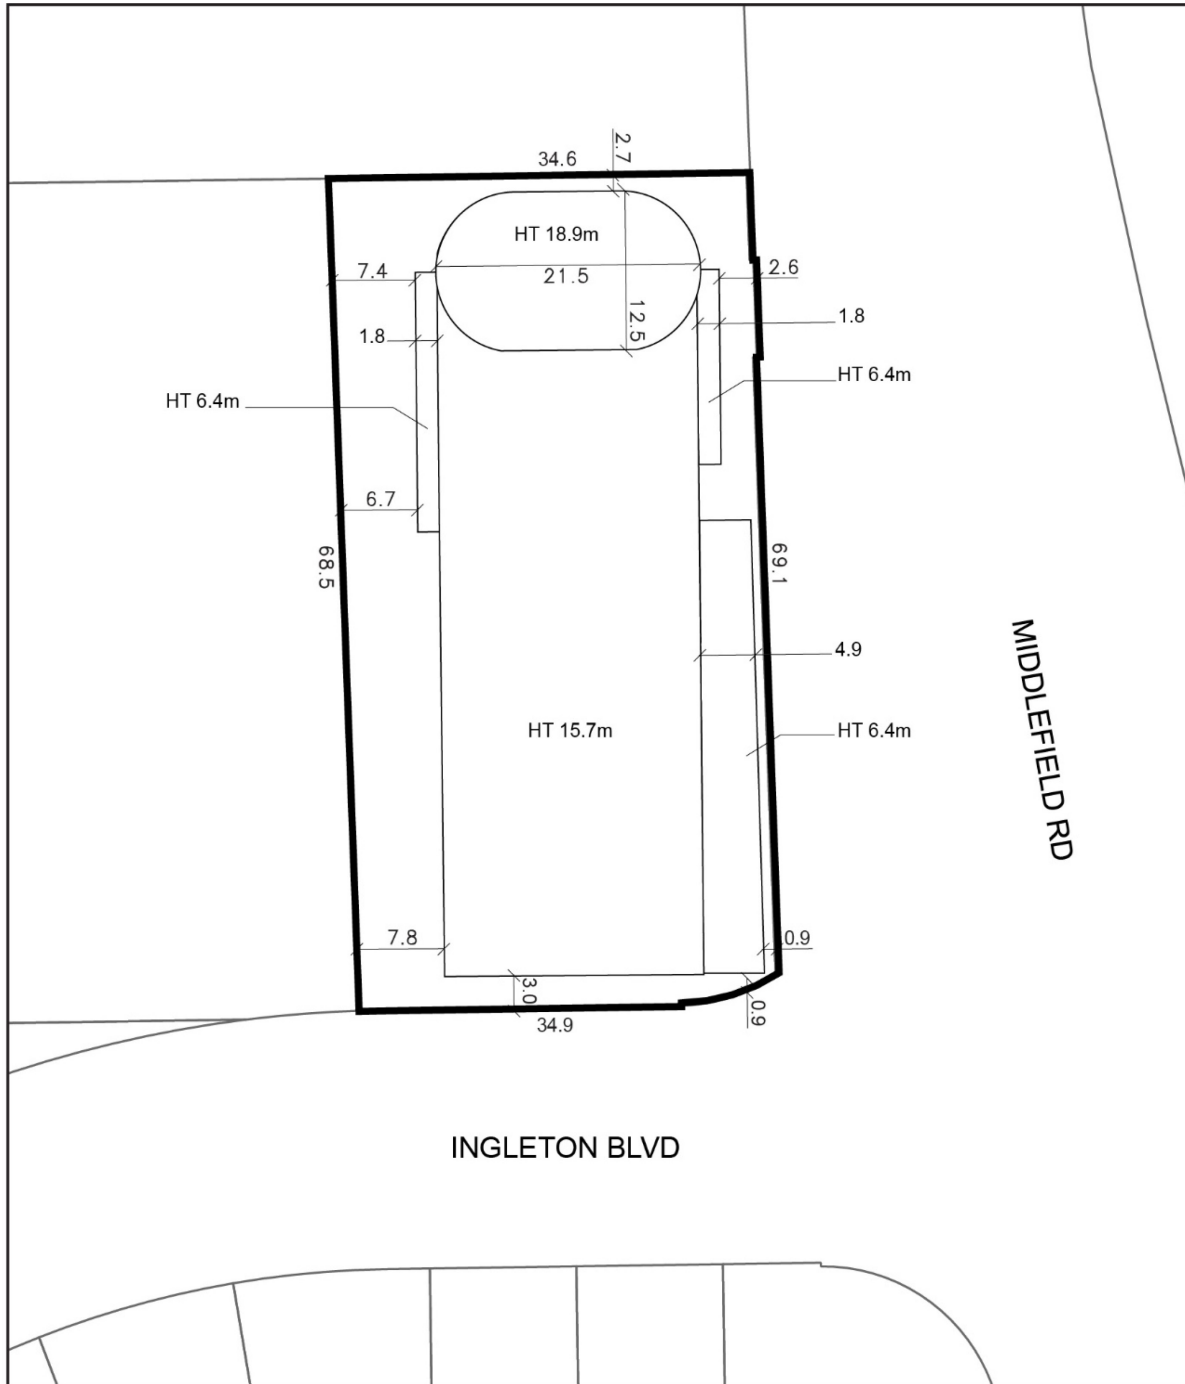 34.6
2.7
HT 18.9m
7.4
21.5
2.6
12.5
1.8
1.8
HT 6.4m
HT 6.4m
6.7
68.5
69.1
4.9
MIDDLEFIELD RD
HT 15.7m
HT 6.4m
7.8
0.9
3.0
0.9
34.9
INGLETON BLVD